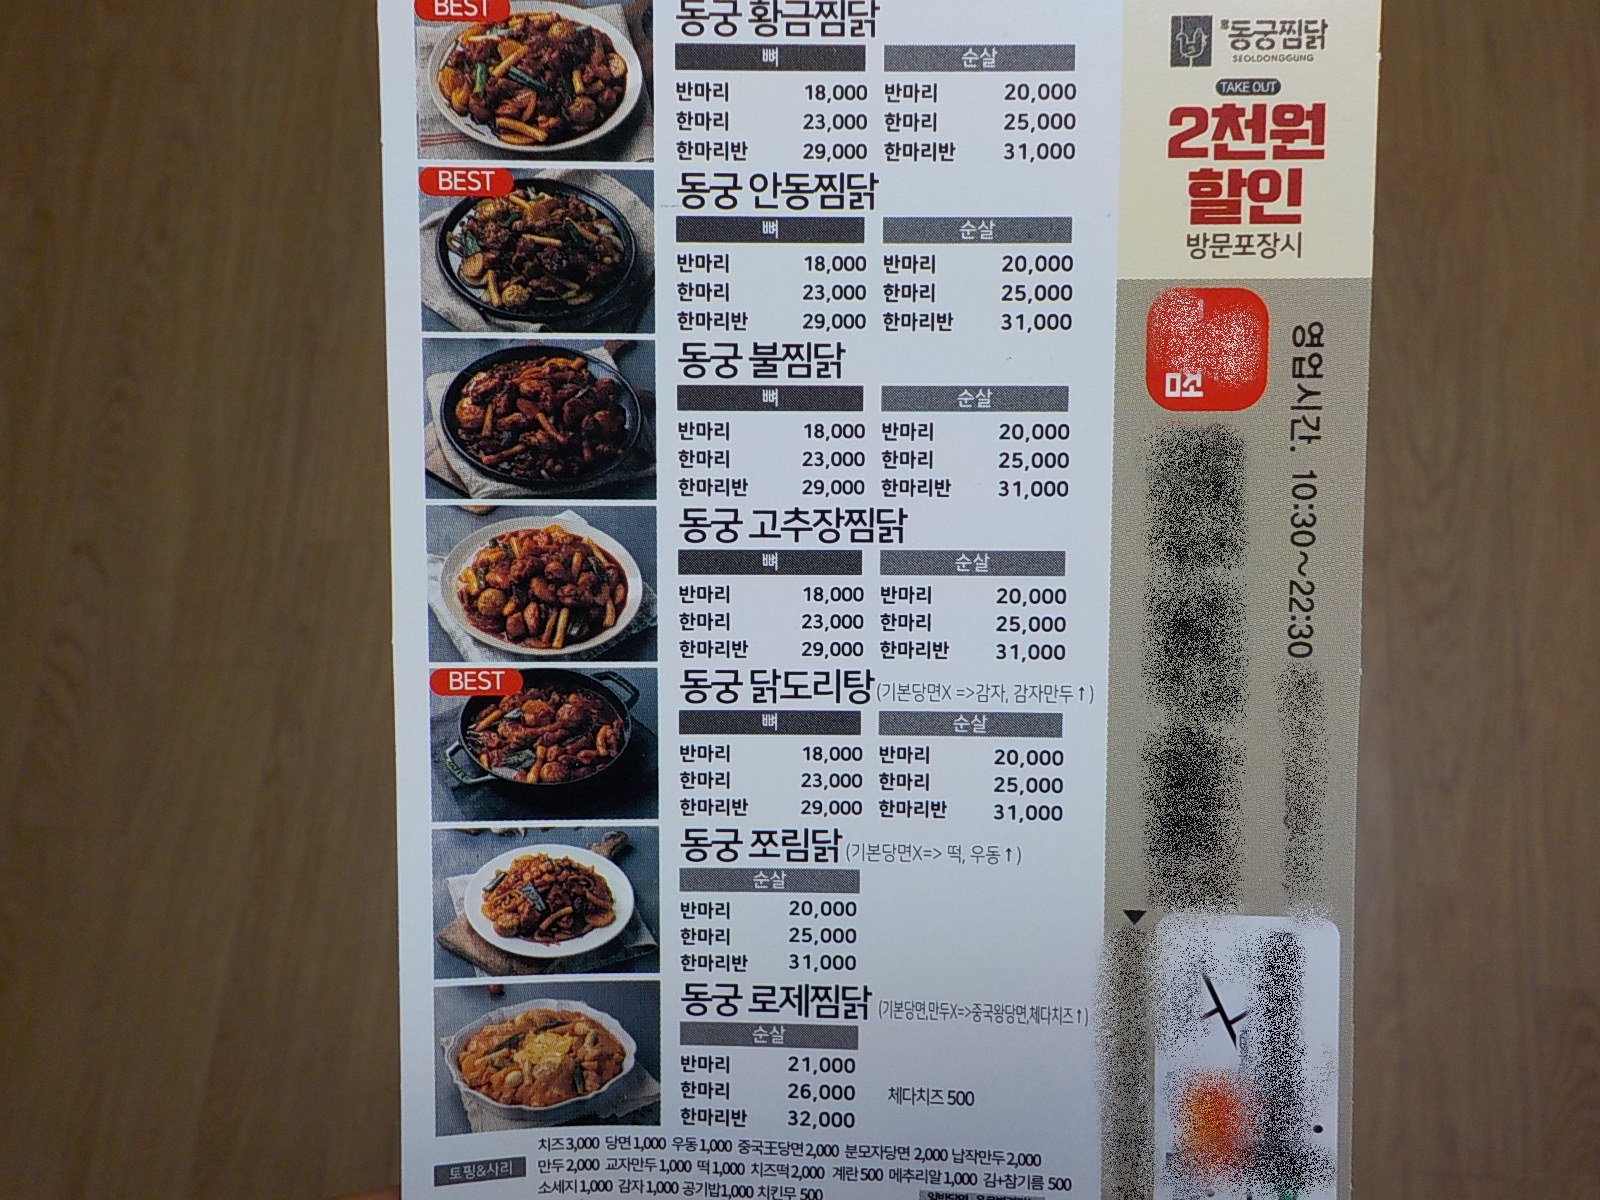 BEST
동궁 황금찜닭
뼈 순살
반마리 18,000 반마리 20,000
한마리 23,000 한마리 25,000
한마리반 29,000 한마리반 31,000
BEST
동궁 안동찜닭
뼈 순살
반마리 18,000 반마리 20,000
한마리 23,000 한마리 25,000
한마리반 29,000 한마리반 31,000
동궁 불찜닭
뼈 순살
반마리 18,000 반마리 20,000
한마리 23,000 한마리 25,000
한마리반 29,000 한마리반 31,000
동궁 고추장찜닭
뼈 순살
반마리 18,000 반마리 20,000
한마리 23,000 한마리 25,000
한마리반 29,000 한마리반 31,000
BEST
동궁 닭도리탕 (기본당면X =>감자, 감자만두↑)
뼈 순살
반마리 18,000 반마리 20,000
한마리 23,000 한마리 25,000
한마리반 29,000 한마리반 31,000
동궁 쪼림닭 (기본당면X=> 떡, 우동↑)
순살
반마리 20,000
한마리 25,000
한마리반 31,000
동궁 로제찜닭 (기본당면,만두X=>중국왕당면,체다치즈↑)
순살
반마리 21,000
한마리 26,000 체다치즈 500
한마리반 32,000
토핑&사리
치즈3,000 당면1,000 우동1,000 중국王당면2,000 분모자당면 2,000 납작만두2,000
만두2,000 교자만두1,000 떡1,000 치즈떡2,000 계란500 메추리알1,000 김+참기름 500
소세지1,000 감자1,000 공기밥1,000 치킨무 500
동궁찜닭
SEOLDONGGUNG
TAKE OUT
2천원
할인
방문포장시
점
영업시간. 10:30~22:30